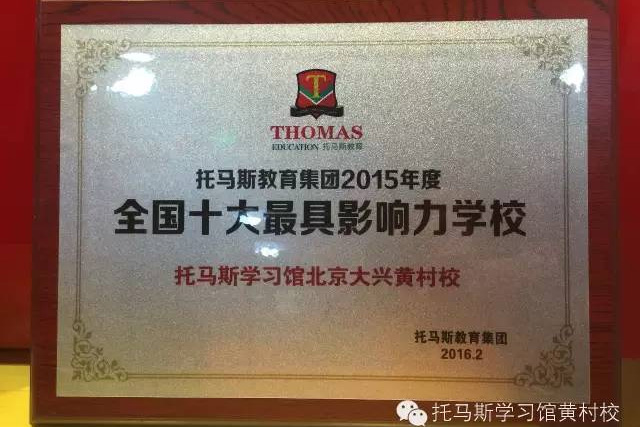 T
THOMAS
EDUCATION 托马斯教育
托马斯教育集团2015年度
全国十大最具影响力学校
托马斯学习馆北京大兴黄村校
托马斯教育集团
2016.2
托马斯学习馆黄村校